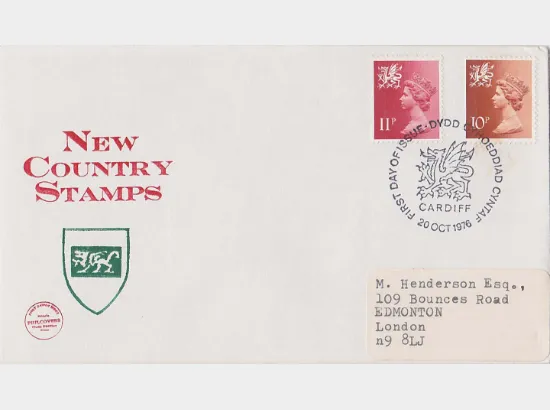 NEW
COUNTRY
STAMPS
11P
10P
FIRST DAY OF ISSUE · DYDD CYHOEDDIAD CYNTAF
CARDIFF
20 OCT 1976
M. Henderson Esq.,
109 Bounces Road
EDMONTON
London
n9 8LJ